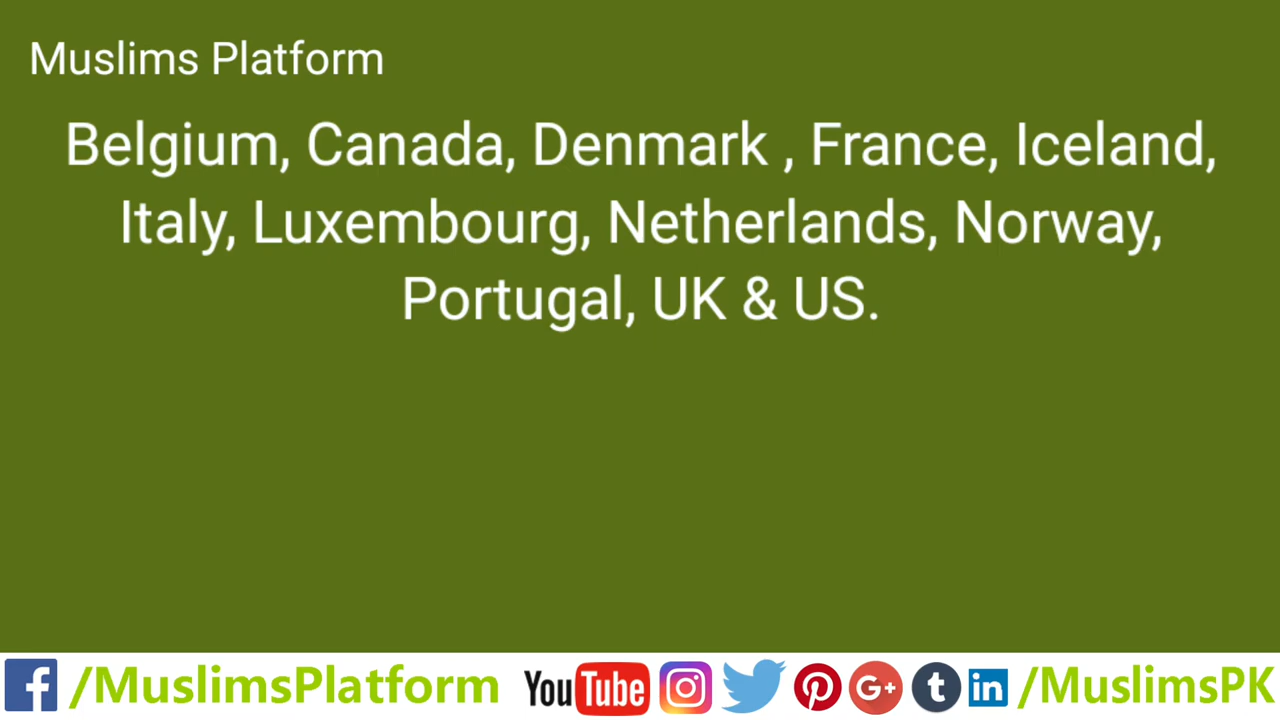 Muslims Platform
Belgium, Canada, Denmark , France, Iceland,
Italy, Luxembourg, Netherlands, Norway,
Portugal, UK & US.
/MuslimsPlatform YouTube /MuslimsPK